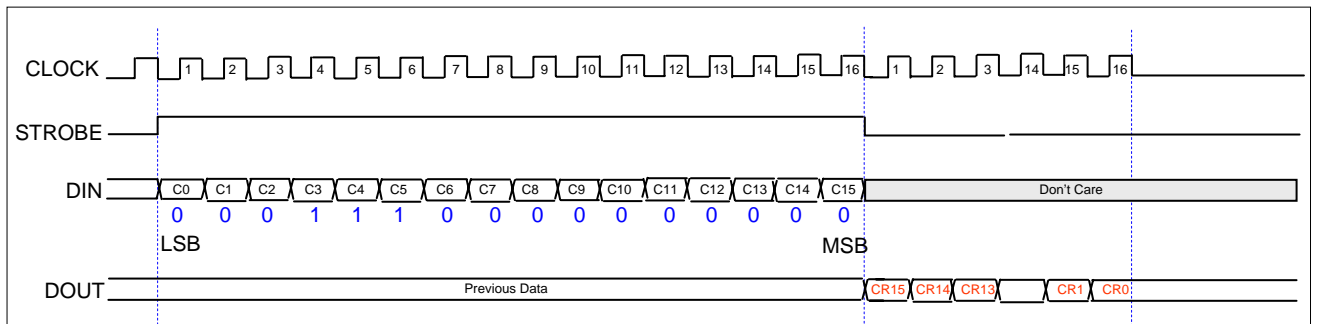 CLOCK 1 2 3 4 5 6 7 8 9 10 11 12 13 14 15 16 1 2 3 14 15 16
STROBE
DIN C0 C1 C2 C3 C4 C5 C6 C7 C8 C9 C10 C11 C12 C13 C14 C15 Don't Care
0 0 0 1 1 1 0 0 0 0 0 0 0 0 0 0
LSB MSB
DOUT Previous Data CR15 CR14 CR13 CR1 CR0